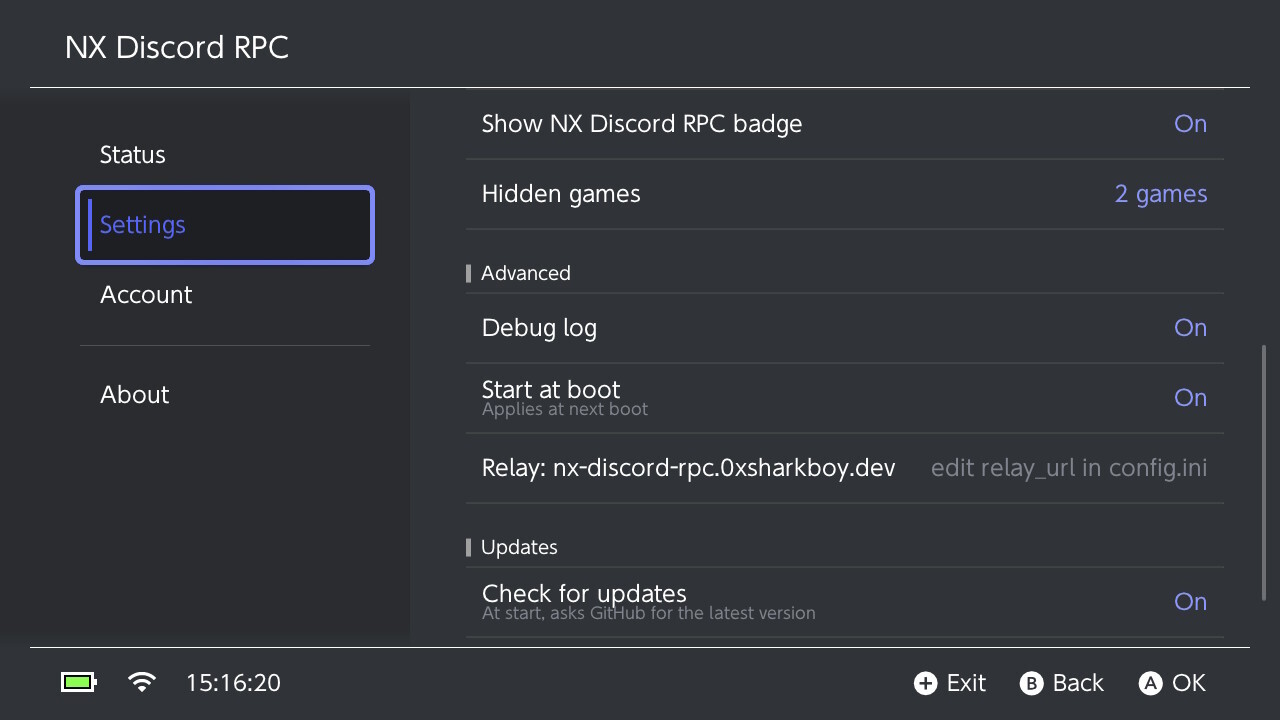 NX Discord RPC
Status
Settings
Account
About
Show NX Discord RPC badge On
Hidden games 2 games
Advanced
Debug log On
Start at boot On
Applies at next boot
Relay: nx-discord-rpc.0xsharkboy.dev edit relay_url in config.ini
Updates
Check for updates On
At start, asks GitHub for the latest version
15:16:20 + Exit B Back A OK